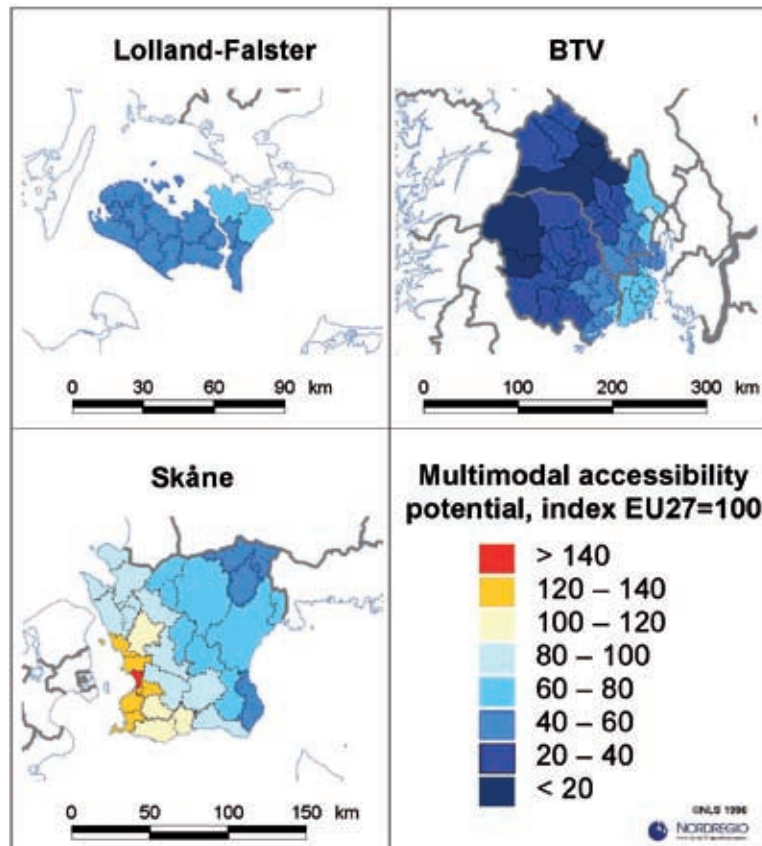 Lolland-Falster
0 30 60 90 km
BTV
0 100 200 300 km
Skåne
0 50 100 150 km
Multimodal accessibility
potential, index EU27=100
> 140
120 – 140
100 – 120
80 – 100
60 – 80
40 – 60
20 – 40
< 20
©NLS 1996
NORDREGIO